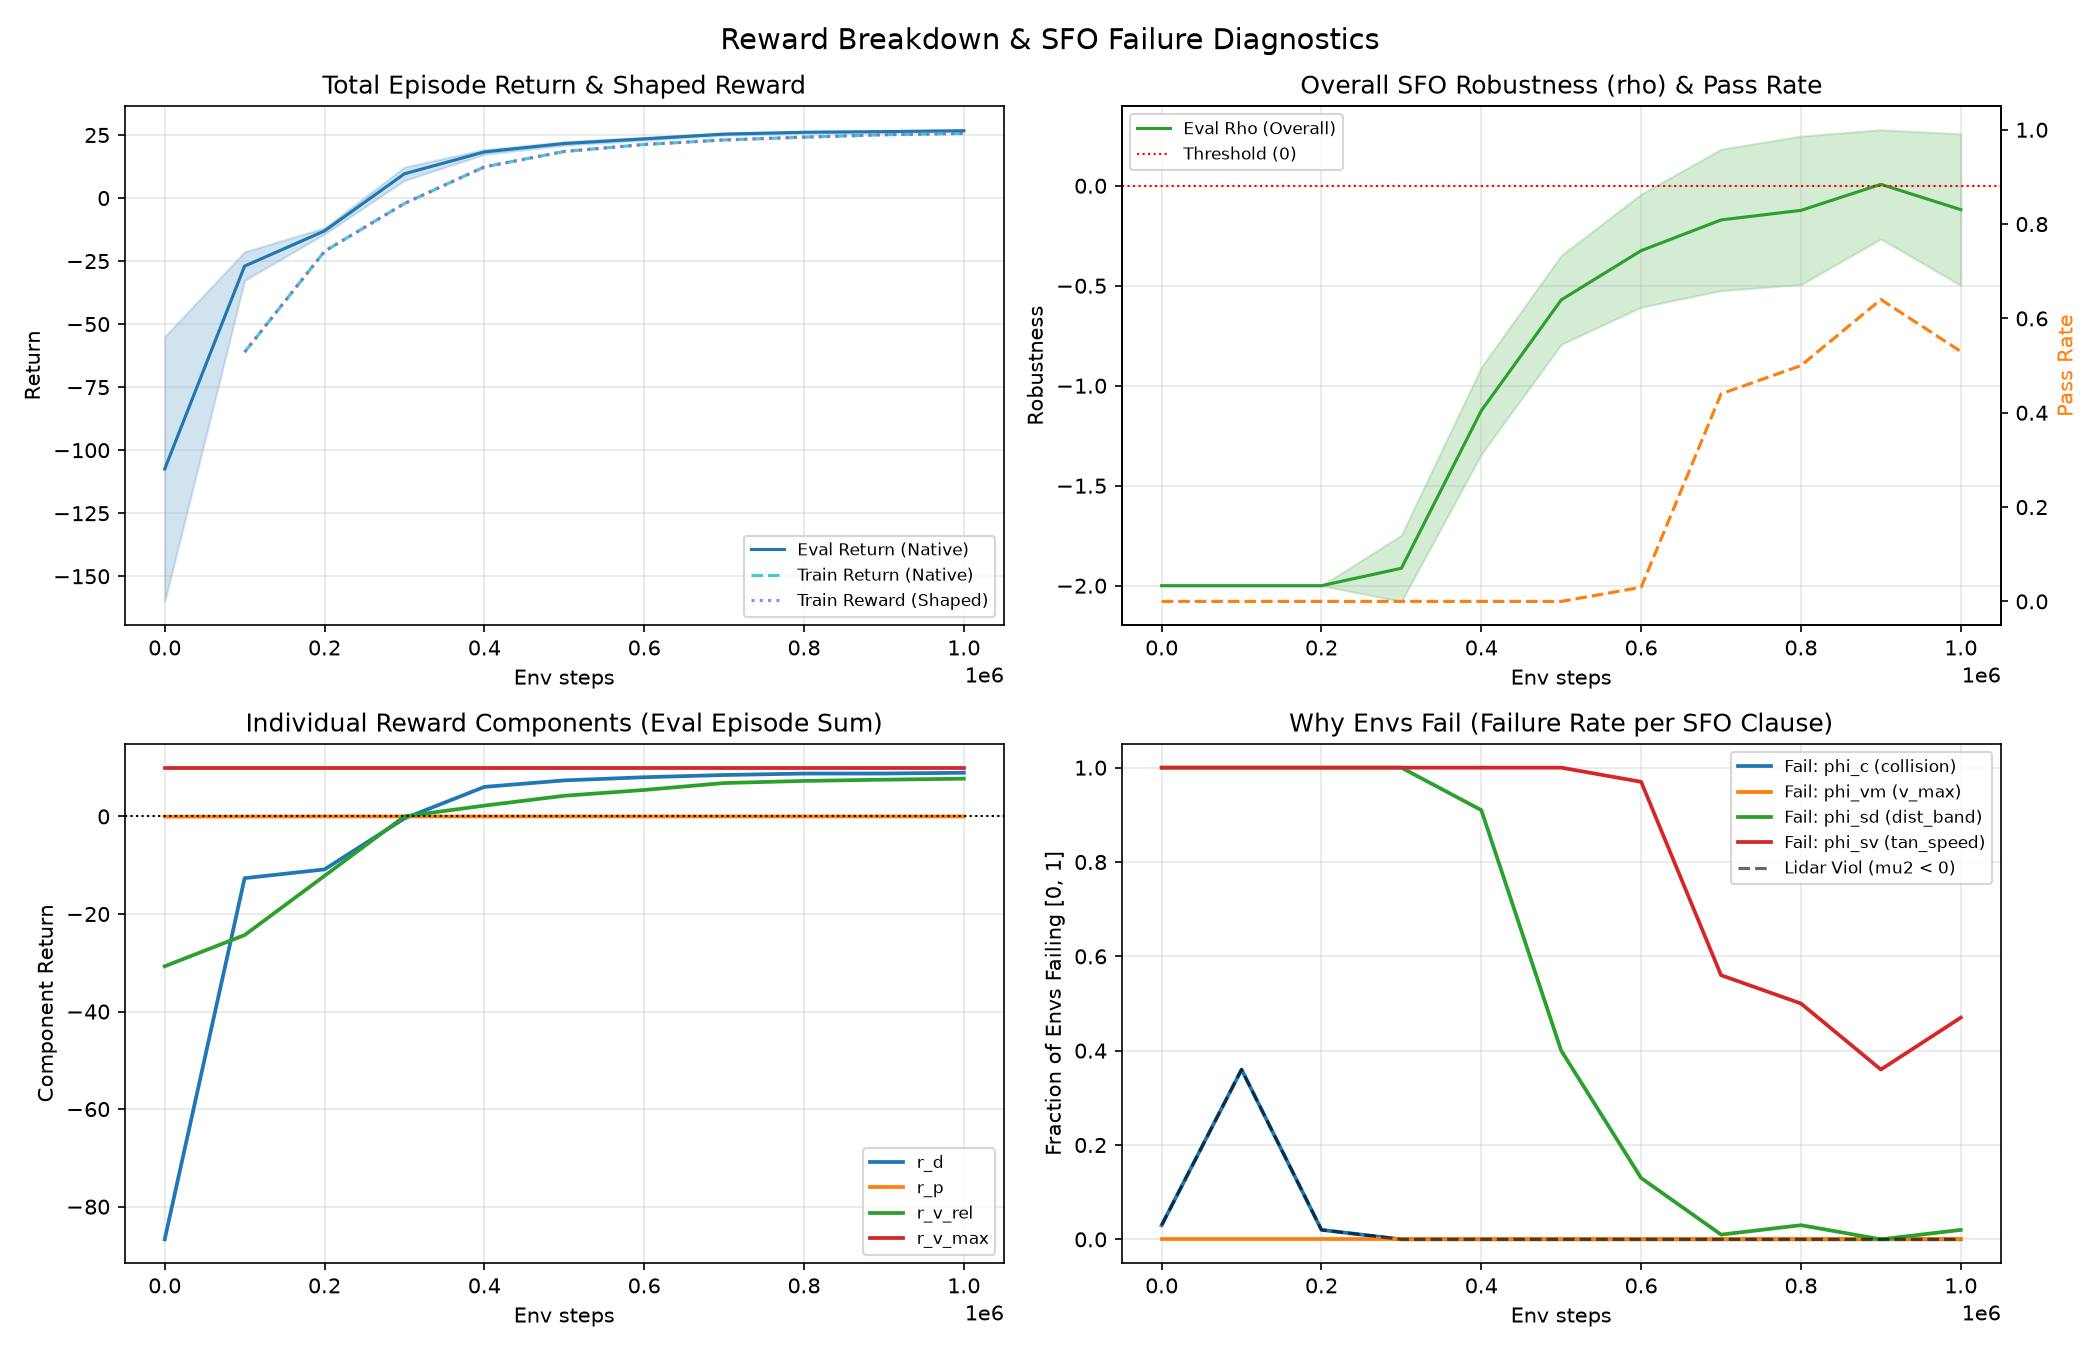 Reward Breakdown & SFO Failure Diagnostics
Total Episode Return & Shaped Reward
Return
25
0
−25
−50
−75
−100
−125
−150
Eval Return (Native)
Train Return (Native)
Train Reward (Shaped)
0.0 0.2 0.4 0.6 0.8 1.0
1e6
Env steps
Overall SFO Robustness (rho) & Pass Rate
Eval Rho (Overall)
Threshold (0)
Robustness
0.0
−0.5
−1.0
−1.5
−2.0
1.0
0.8
0.6
0.4
0.2
0.0
Pass Rate
0.0 0.2 0.4 0.6 0.8 1.0
1e6
Env steps
Individual Reward Components (Eval Episode Sum)
Component Return
0
−20
−40
−60
−80
r_d
r_p
r_v_rel
r_v_max
0.0 0.2 0.4 0.6 0.8 1.0
1e6
Env steps
Why Envs Fail (Failure Rate per SFO Clause)
Fraction of Envs Failing [0, 1]
1.0
0.8
0.6
0.4
0.2
0.0
Fail: phi_c (collision)
Fail: phi_vm (v_max)
Fail: phi_sd (dist_band)
Fail: phi_sv (tan_speed)
Lidar Viol (mu2 < 0)
0.0 0.2 0.4 0.6 0.8 1.0
1e6
Env steps